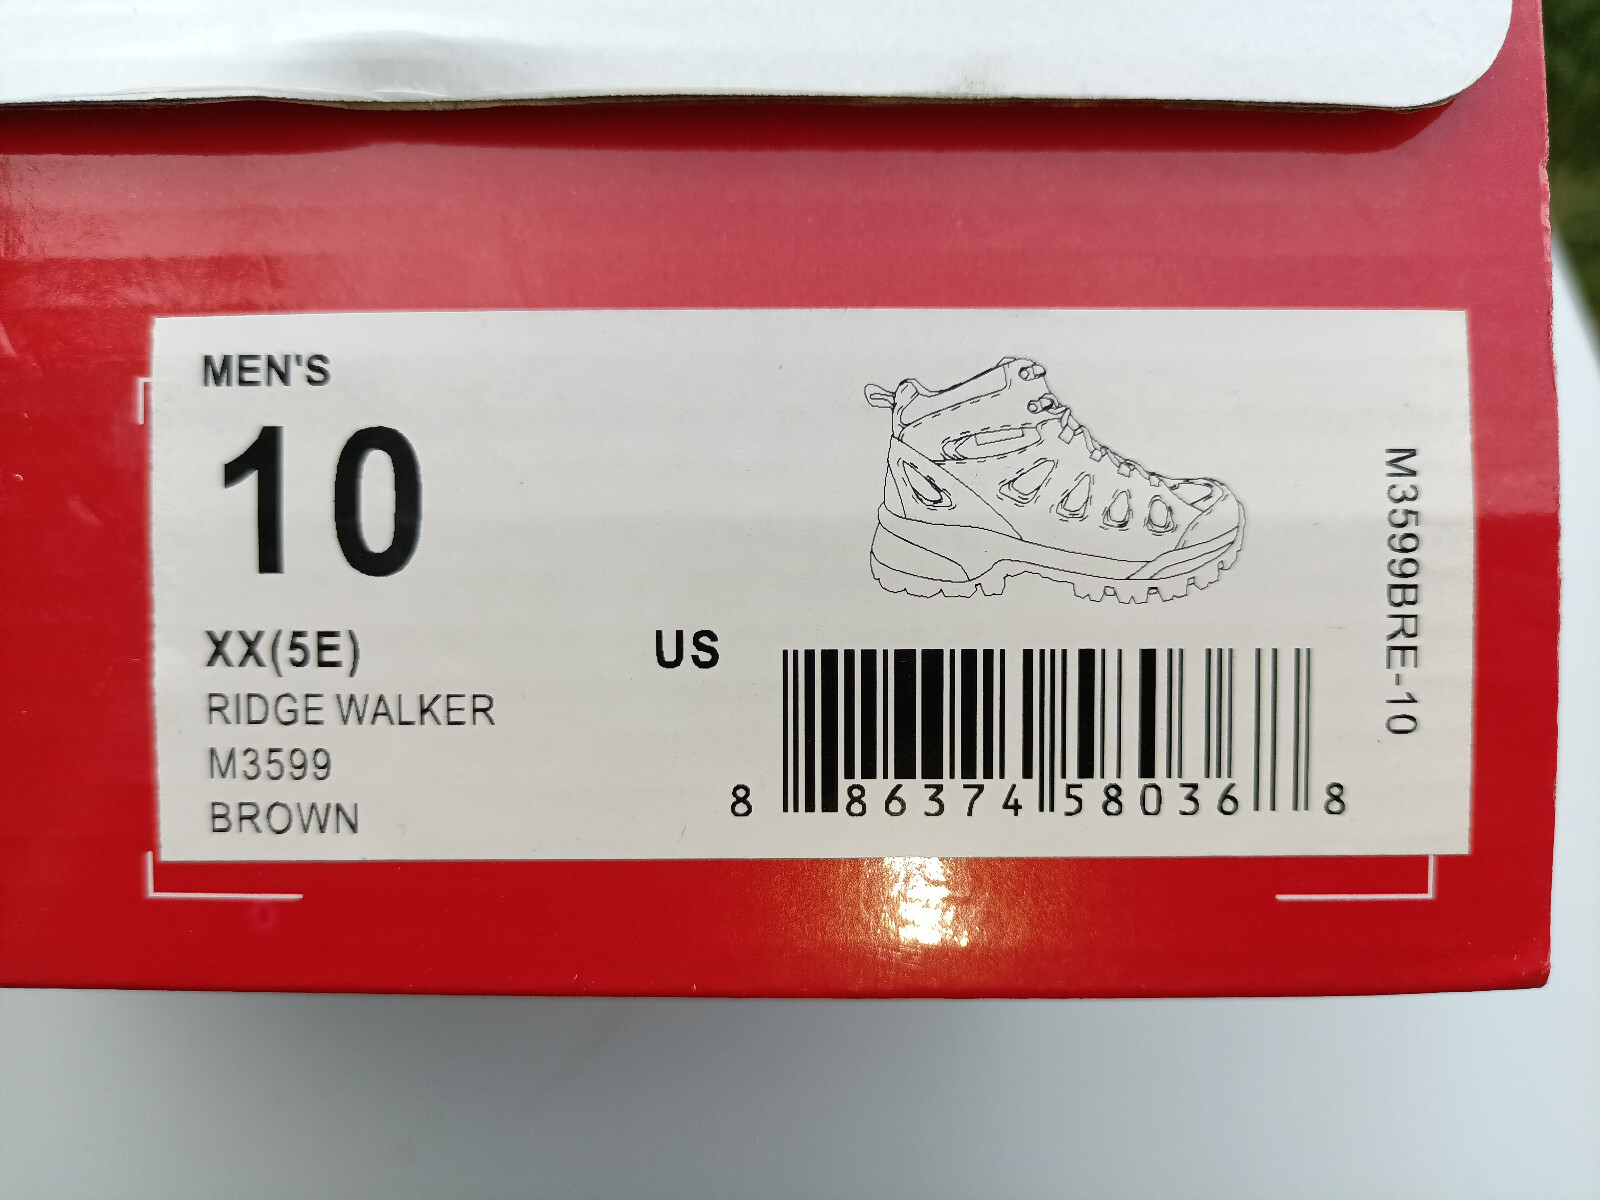 MEN'S
10
XX(5E)
US
RIDGE WALKER
M3599
BROWN
8 86374 58036 8
M3599BRE-10